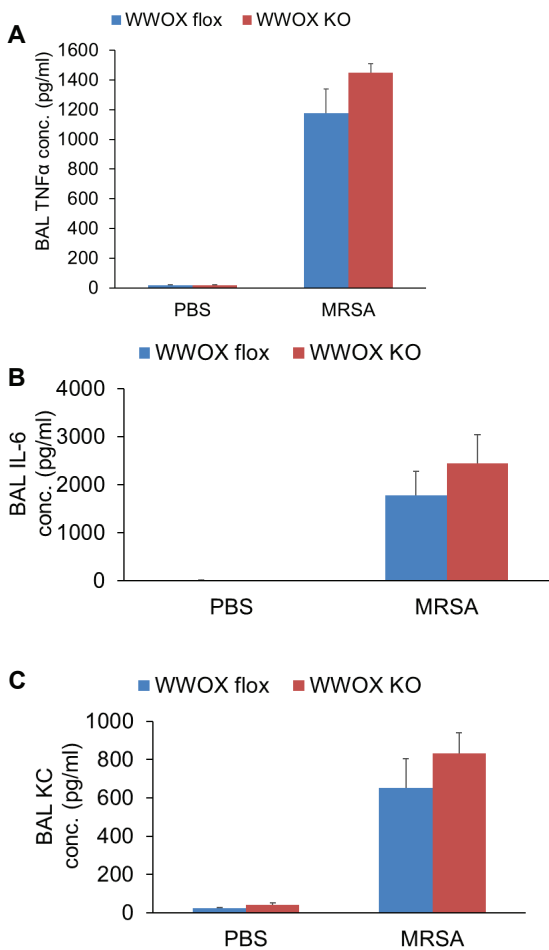 WWOX flox WWOX KO
A
BAL TNFα conc. (pg/ml)
1600
1400
1200
1000
800
600
400
200
0
PBS MRSA
WWOX flox WWOX KO
B
BAL IL-6
conc. (pg/ml)
4000
3000
2000
1000
0
PBS MRSA
C
WWOX flox WWOX KO
BAL KC
conc. (pg/ml)
1000
800
600
400
200
0
PBS MRSA